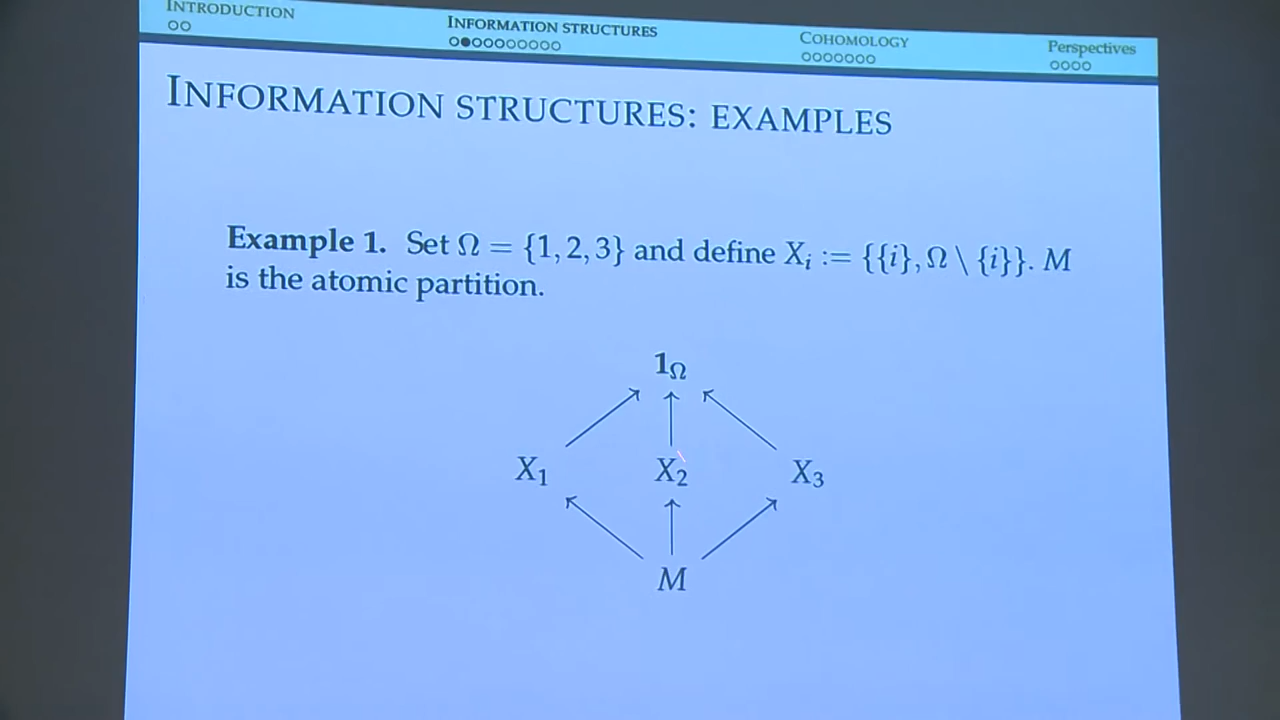 INTRODUCTION
INFORMATION STRUCTURES
COHOMOLOGY
Perspectives
INFORMATION STRUCTURES: EXAMPLES
Example 1. Set Ω = {1, 2, 3} and define Xᵢ := {{i}, Ω \ {i}}. M
is the atomic partition.
1_Ω
X₁ X₂ X₃
M